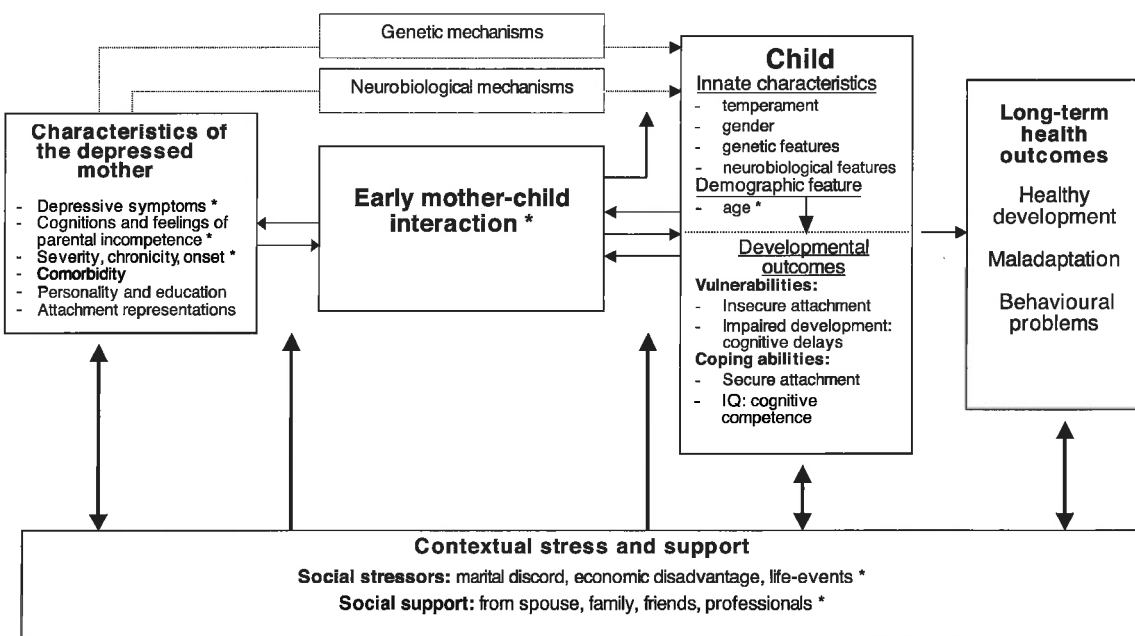 Genetic mechanisms
Neurobiological mechanisms
Characteristics of
the depressed
mother
- Depressive symptoms *
- Cognitions and feelings of
parental incompetence *
- Severity, chronicity, onset *
- Comorbidity
- Personality and education
- Attachment representations
Early mother-child
interaction *
Child
Innate characteristics
- temperament
- gender
- genetic features
- neurobiological features
Demographic feature
- age *
Developmental
outcomes
Vulnerabilities:
- Insecure attachment
- Impaired development:
cognitive delays
Coping abilities:
- Secure attachment
- IQ: cognitive
competence
Long-term
health
outcomes
Healthy
development
Maladaptation
Behavioural
problems
Contextual stress and support
Social stressors: marital discord, economic disadvantage, life-events *
Social support: from spouse, family, friends, professionals *